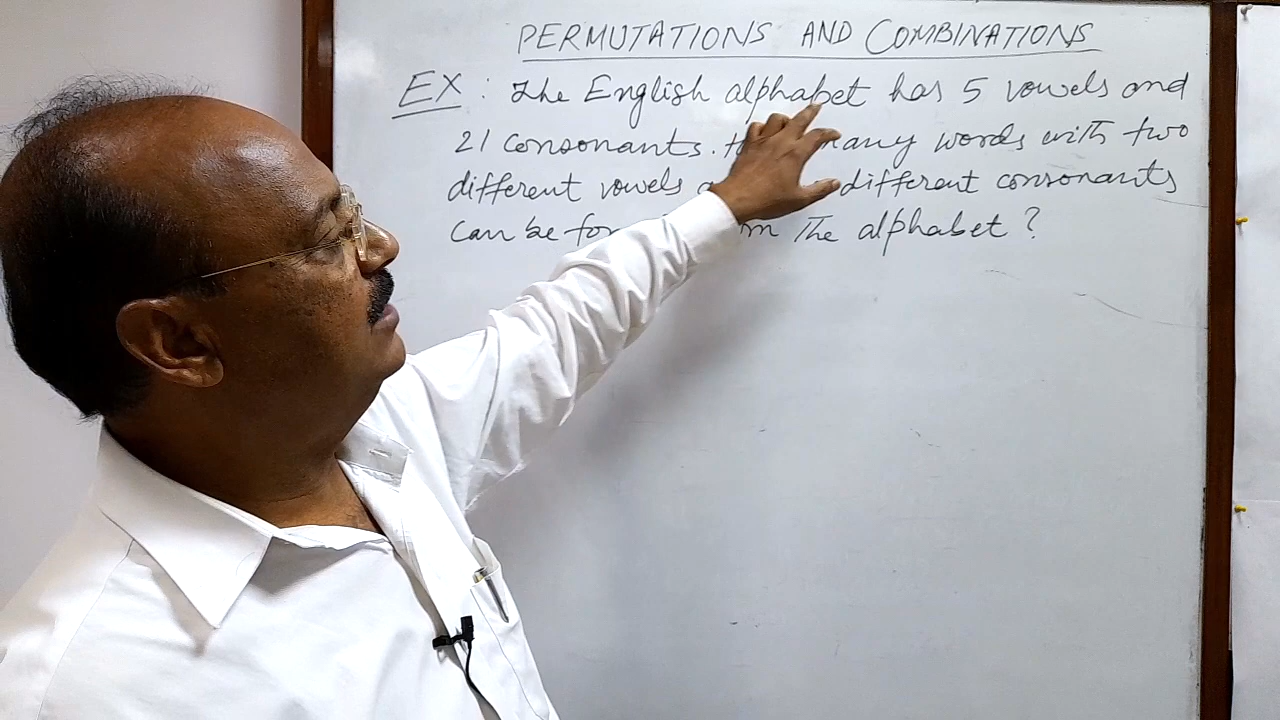 PERMUTATIONS AND COMBINATIONS
EX : The English alphabet has 5 vowels and
21 consonants. many words with two
different vowels different consonants
can be the alphabet ?